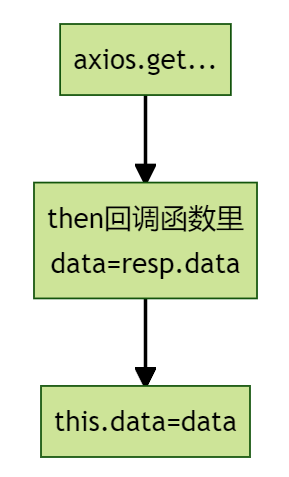 axios.get...
then回调函数里
data=resp.data
this.data=data